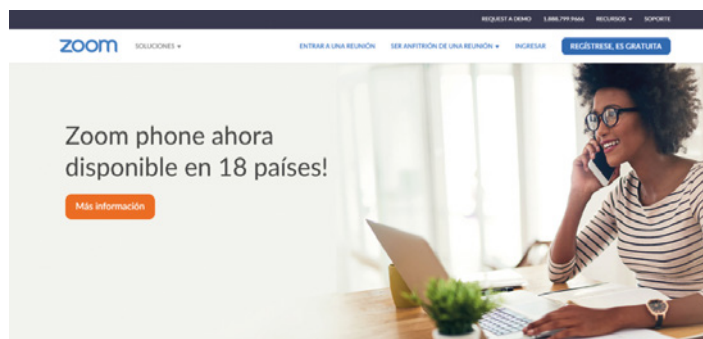 REQUEST A DEMO 1.888.799.9666 RECURSOS SOPORTE
zoom SOLUCIONES ENTRAR A UNA REUNIÓN SER ANFITRIÓN DE UNA REUNIÓN INGRESAR REGÍSTRESE, ES GRATUITA
Zoom phone ahora
disponible en 18 países!
Más información